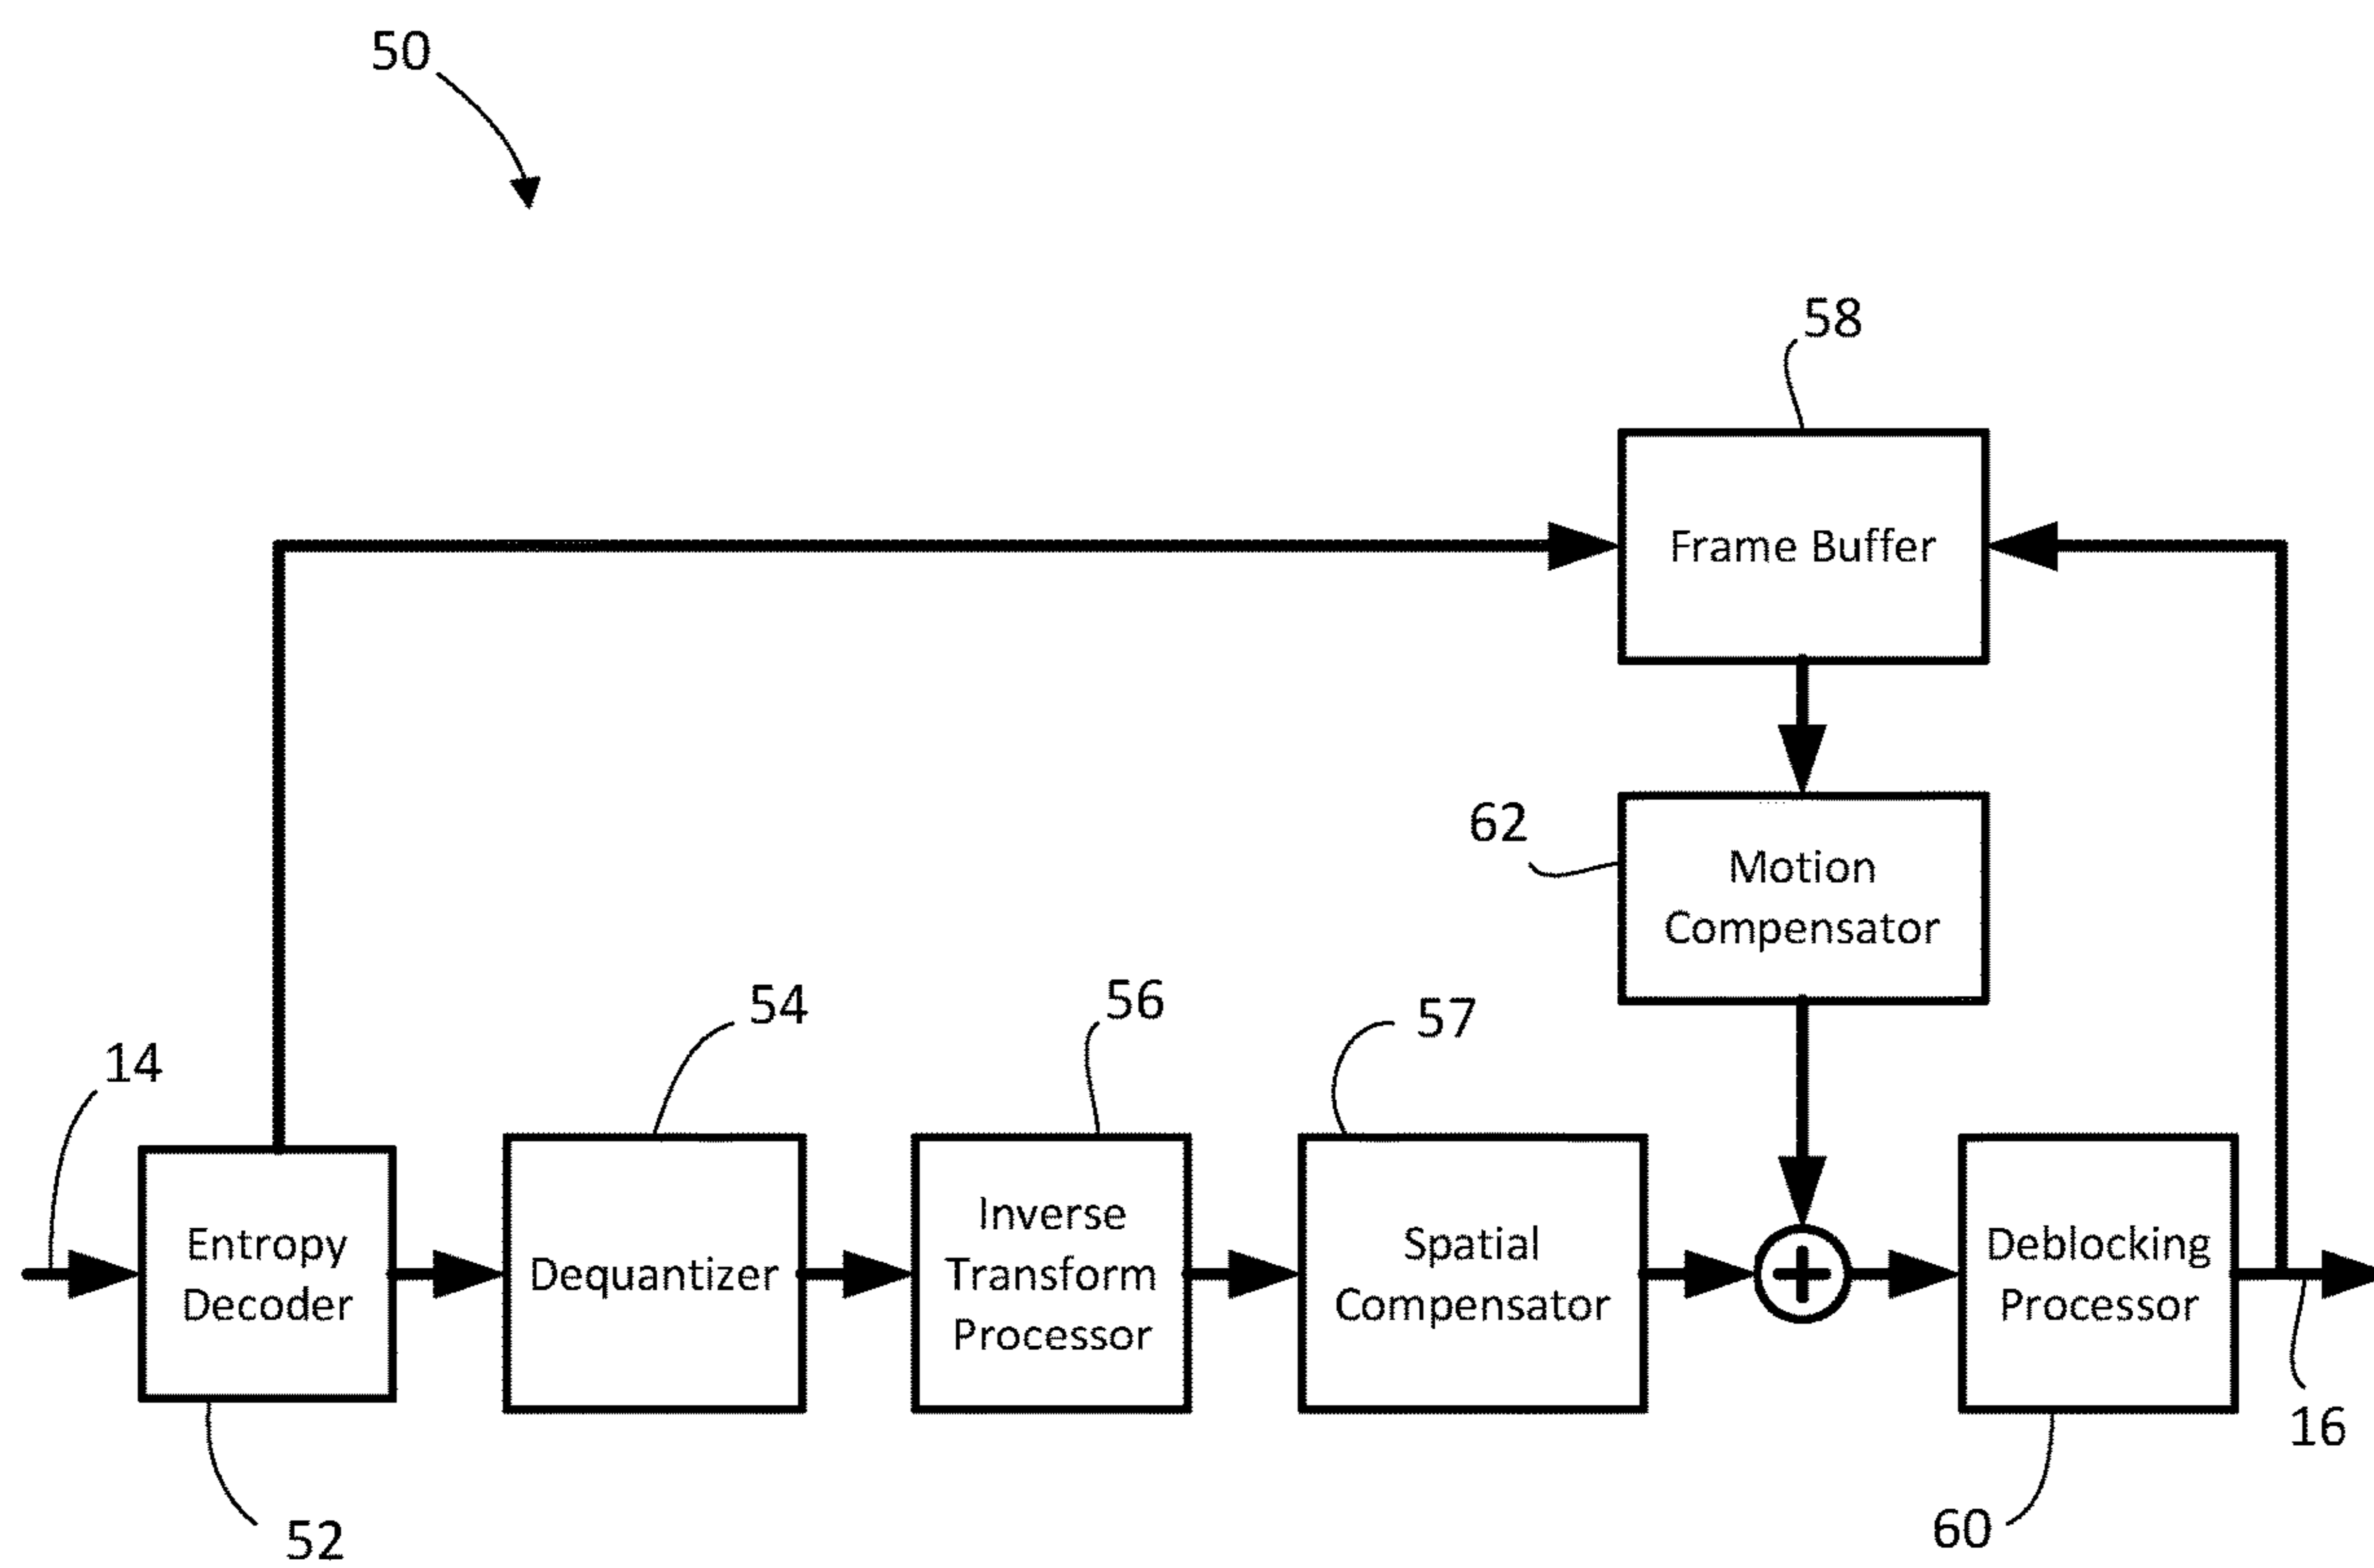 50
58
Frame Buffer
62
Motion
Compensator
54
56
57
14
Entropy
Decoder
Dequantizer
Inverse
Transform
Processor
Spatial
Compensator
+
Deblocking
Processor
16
52
60